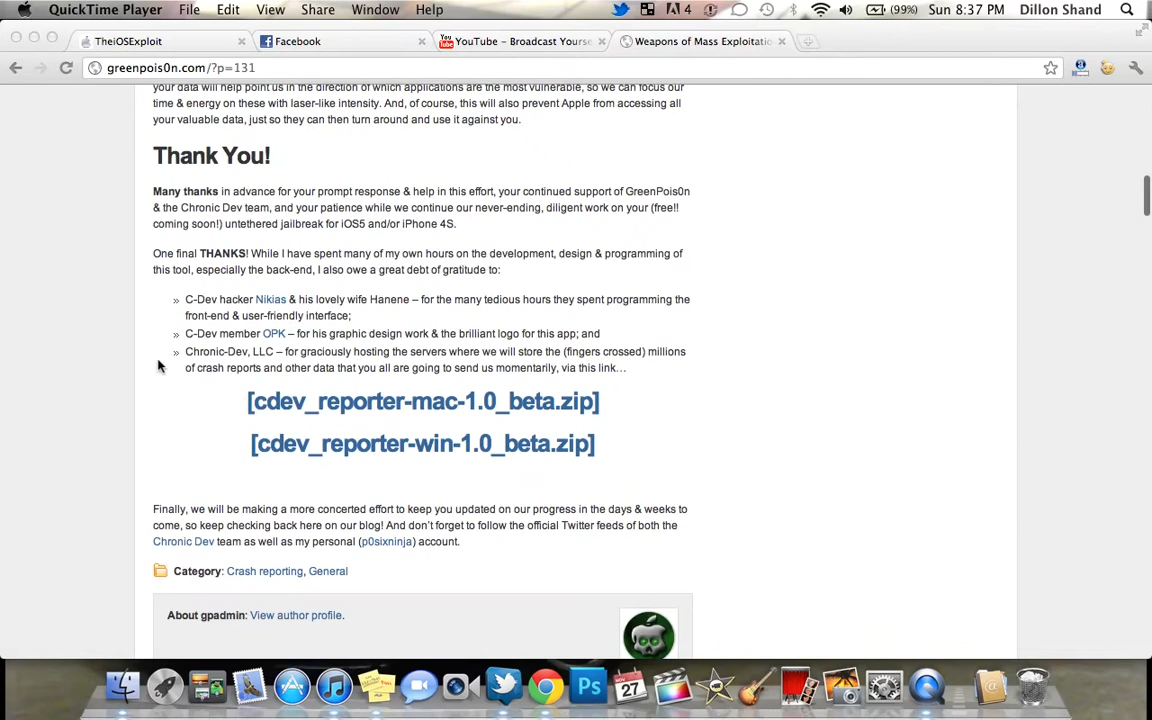 QuickTime Player File Edit View Share Window Help 4 (99%) Sun 8:37 PM Dillon Shand
TheiOSExploit Facebook YouTube – Broadcast Yourse Weapons of Mass Exploitatio
greenpois0n.com/?p=131
your data will help point us in the direction of which applications are the most vulnerable, so we can focus our
time & energy on these with laser-like intensity. And, of course, this will also prevent Apple from accessing all
your valuable data, just so they can then turn around and use it against you.
Thank You!
Many thanks in advance for your prompt response & help in this effort, your continued support of GreenPois0n
& the Chronic Dev team, and your patience while we continue our never-ending, diligent work on your (free!!
coming soon!) untethered jailbreak for iOS5 and/or iPhone 4S.
One final THANKS! While I have spent many of my own hours on the development, design & programming of
this tool, especially the back-end, I also owe a great debt of gratitude to:
» C-Dev hacker Nikias & his lovely wife Hanene – for the many tedious hours they spent programming the
front-end & user-friendly interface;
» C-Dev member OPK – for his graphic design work & the brilliant logo for this app; and
» Chronic-Dev, LLC – for graciously hosting the servers where we will store the (fingers crossed) millions
of crash reports and other data that you all are going to send us momentarily, via this link…
[cdev_reporter-mac-1.0_beta.zip]
[cdev_reporter-win-1.0_beta.zip]
Finally, we will be making a more concerted effort to keep you updated on our progress in the days & weeks to
come, so keep checking back here on our blog! And don't forget to follow the official Twitter feeds of both the
Chronic Dev team as well as my personal (p0sixninja) account.
Category: Crash reporting, General
About gpadmin: View author profile.
NOV
27
Ps